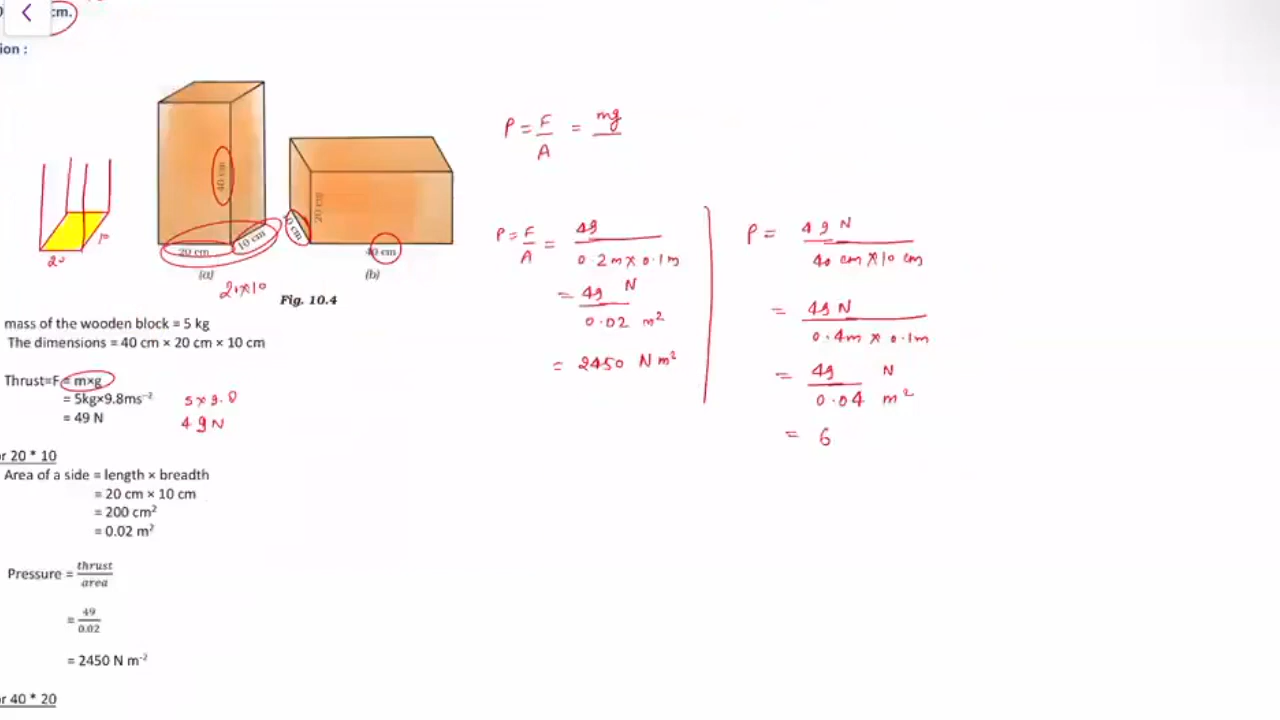 cm.
ion :
40 cm
20 cm
10 cm
(a)
20 cm
10 cm
40 cm
(b)
Fig. 10.4
20
10
20×10
mass of the wooden block = 5 kg
The dimensions = 40 cm × 20 cm × 10 cm
Thrust=F = m×g
= 5kg×9.8ms⁻²
= 49 N
5 × 9.8
49 N
r 20 * 10
Area of a side = length × breadth
= 20 cm × 10 cm
= 200 cm²
= 0.02 m²
Pressure = thrust / area
= 49 / 0.02
= 2450 N m⁻²
r 40 * 20
P = F / A = mg
P = F / A = 49 / 0.2 m × 0.1 m
= 49 N / 0.02 m²
= 2450 N m²
P = 49 N / 40 cm × 10 cm
= 49 N / 0.4m × 0.1m
= 49 N / 0.04 m²
= 6